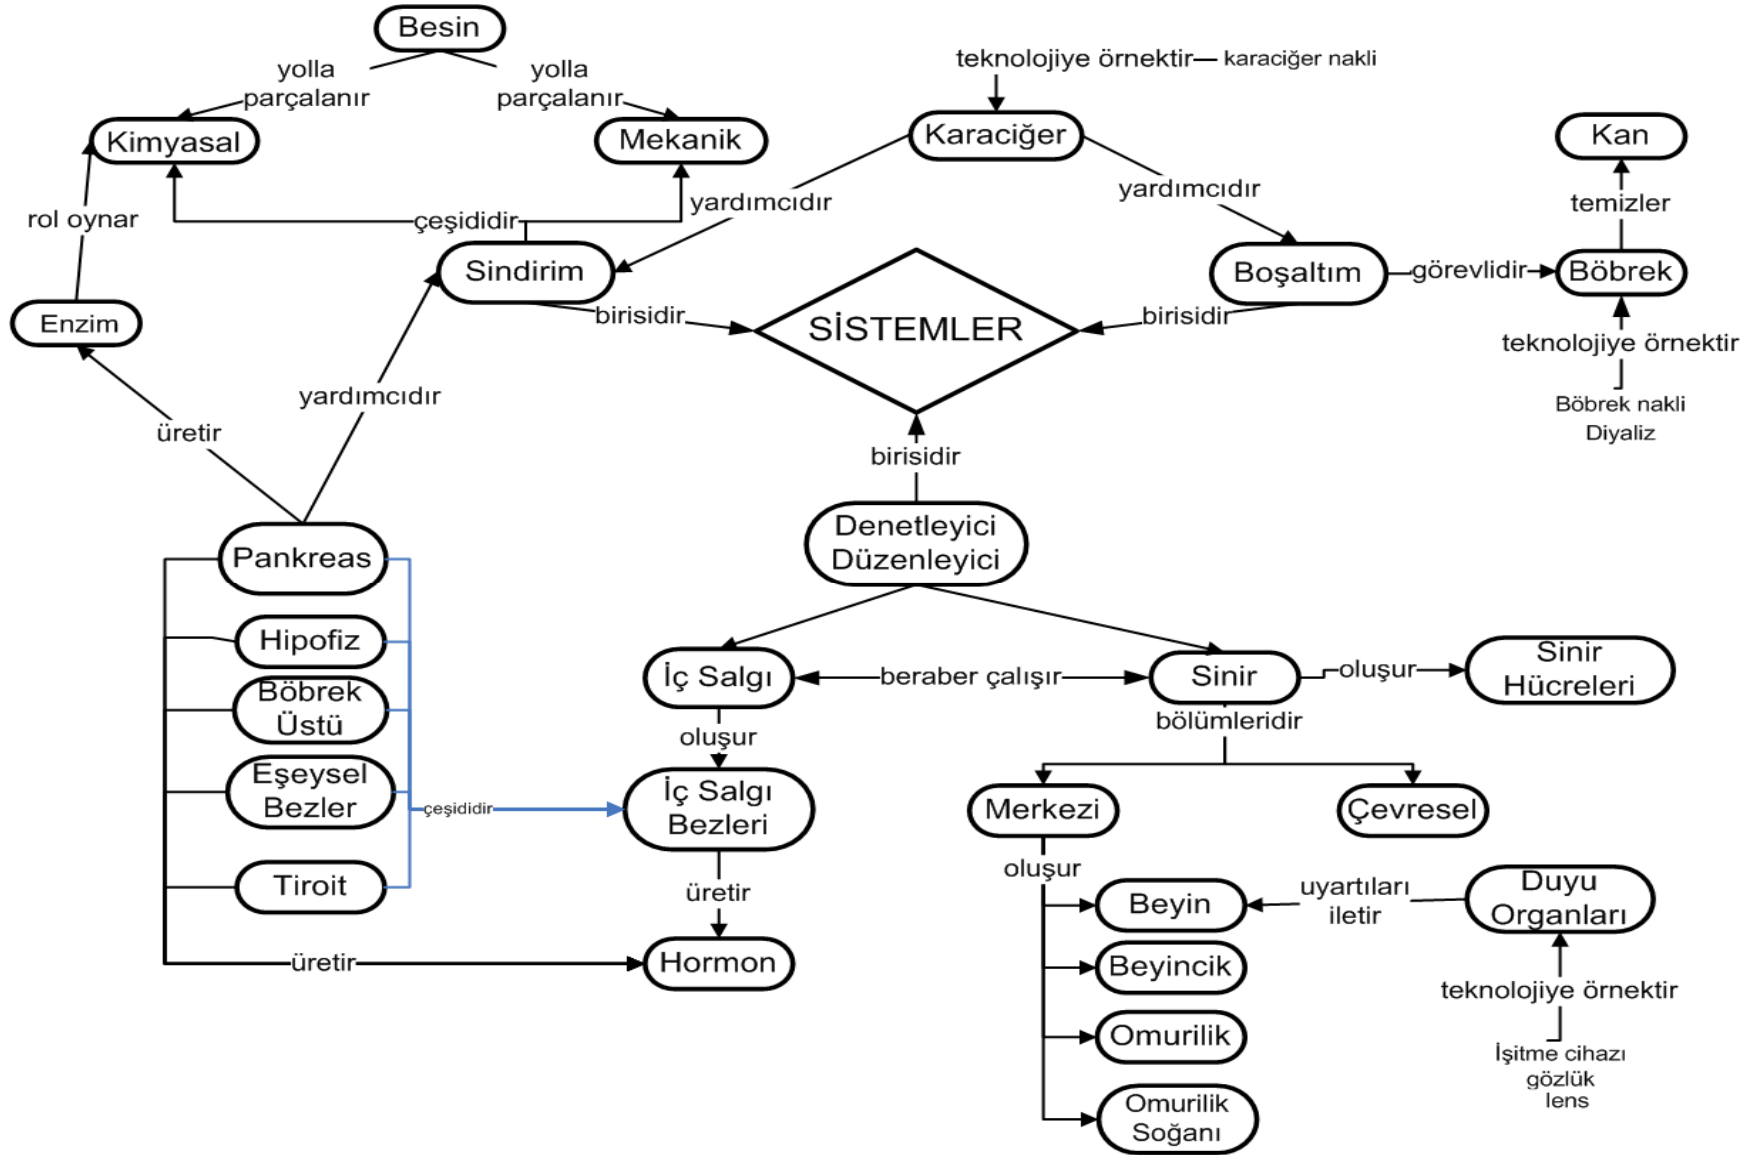 Besin
yolla
parçalanır
yolla
parçalanır
teknolojiye örnektir
karaciğer nakli
Kimyasal
Mekanik
Karaciğer
Kan
rol oynar
çeşididir
yardımcıdır
yardımcıdır
temizler
Sindirim
Boşaltım
görevlidir
Böbrek
Enzim
birisidir
SİSTEMLER
birisidir
teknolojiye örnektir
Böbrek nakli
Diyaliz
yardımcıdır
üretir
birisidir
Denetleyici
Düzenleyici
Pankreas
Hipofiz
Böbrek
Üstü
Eşeysel
Bezler
Tiroit
çeşididir
üretir
İç Salgı
beraber çalışır
Sinir
oluşur
Sinir
Hücreleri
oluşur
bölümleridir
İç Salgı
Bezleri
Merkezi
Çevresel
üretir
oluşur
Hormon
Beyin
uyartıları
iletir
Duyu
Organları
Beyincik
teknolojiye örnektir
Omurilik
İşitme cihazı
gözlük
lens
Omurilik
Soğanı